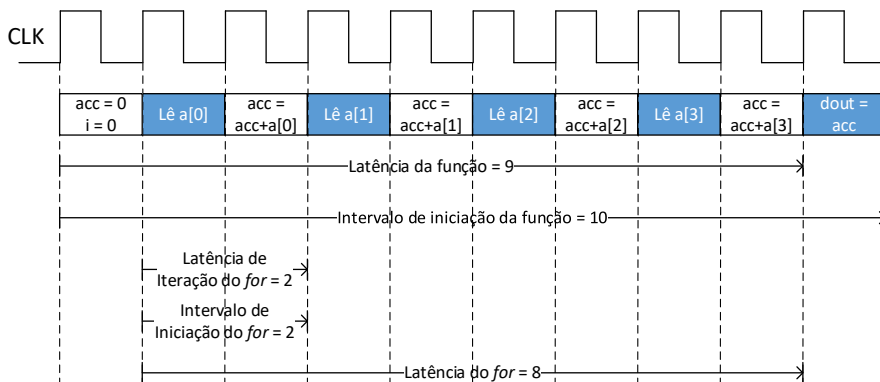 CLK
acc = 0
i = 0
Lê a[0]
acc =
acc+a[0]
Lê a[1]
acc =
acc+a[1]
Lê a[2]
acc =
acc+a[2]
Lê a[3]
acc =
acc+a[3]
dout =
acc
Latência da função = 9
Intervalo de iniciação da função = 10
Latência de
Iteração do for = 2
Intervalo de
Iniciação do for = 2
Latência do for = 8